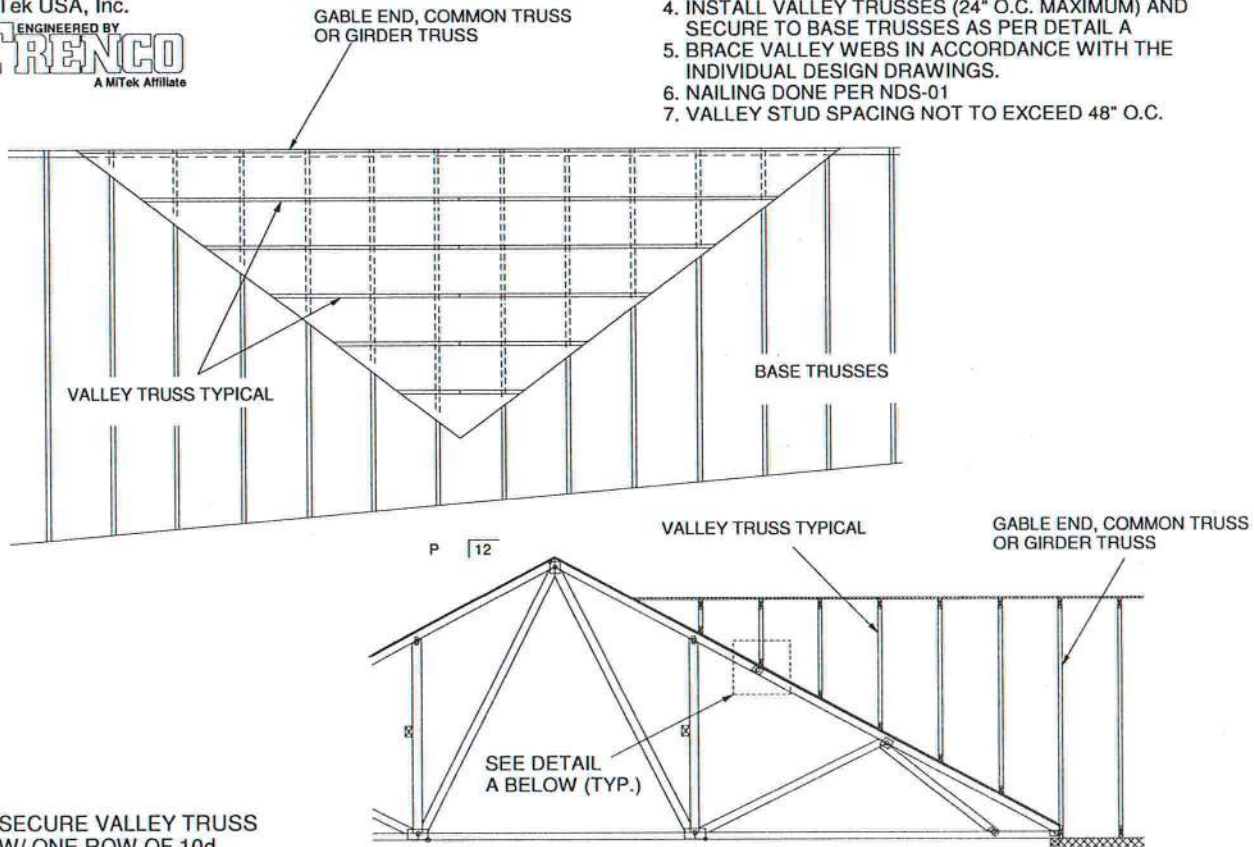 Tek USA, Inc.
ENGINEERED BY
TRENCO
A MiTek Affiliate
GABLE END, COMMON TRUSS
OR GIRDER TRUSS
4. INSTALL VALLEY TRUSSES (24" O.C. MAXIMUM) AND
SECURE TO BASE TRUSSES AS PER DETAIL A
5. BRACE VALLEY WEBS IN ACCORDANCE WITH THE
INDIVIDUAL DESIGN DRAWINGS.
6. NAILING DONE PER NDS-01
7. VALLEY STUD SPACING NOT TO EXCEED 48" O.C.
VALLEY TRUSS TYPICAL
BASE TRUSSES
P 12
VALLEY TRUSS TYPICAL
GABLE END, COMMON TRUSS
OR GIRDER TRUSS
SEE DETAIL
A BELOW (TYP.)
SECURE VALLEY TRUSS
W/ ONE ROW OF 10d